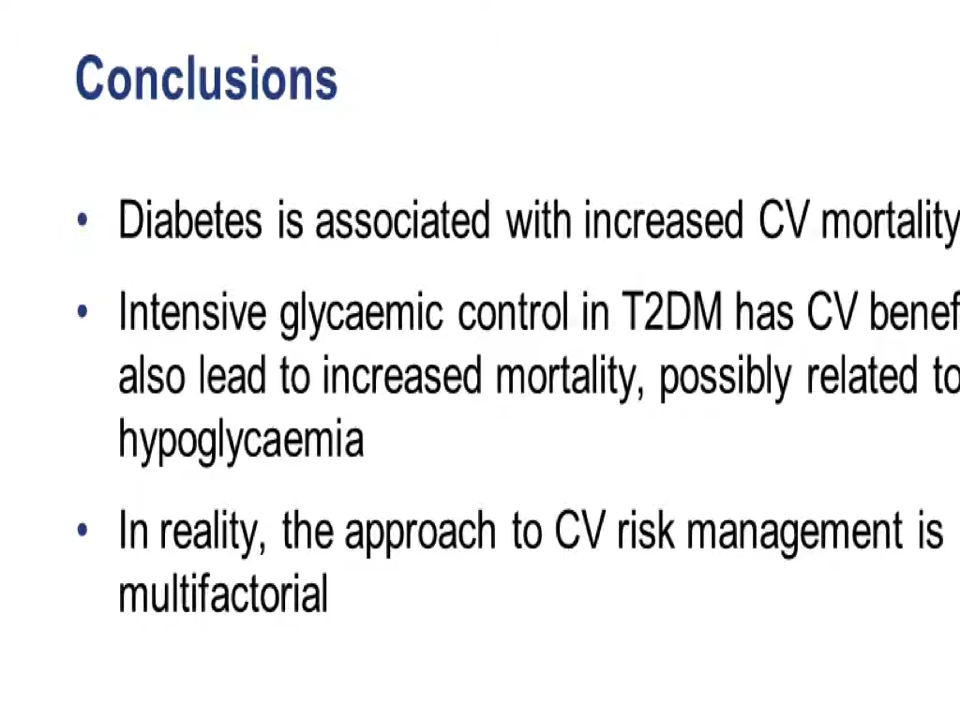 Conclusions
• Diabetes is associated with increased CV mortality
• Intensive glycaemic control in T2DM has CV benef
also lead to increased mortality, possibly related to
hypoglycaemia
• In reality, the approach to CV risk management is
multifactorial